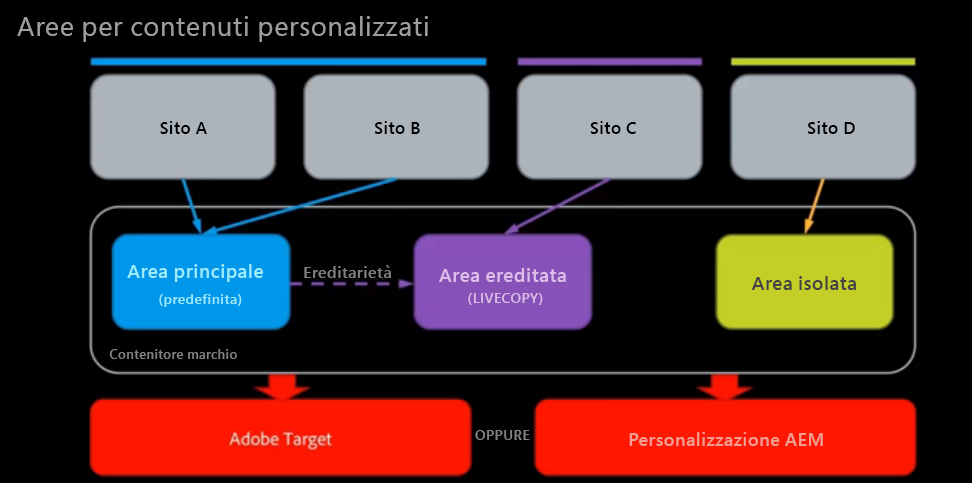 Aree per contenuti personalizzati
Sito A
Sito B
Sito C
Sito D
Area principale
(predefinita)
Ereditarietà
Area ereditata
(LIVECOPY)
Area isolata
Contenitore marchio
Adobe Target
OPPURE
Personalizzazione AEM